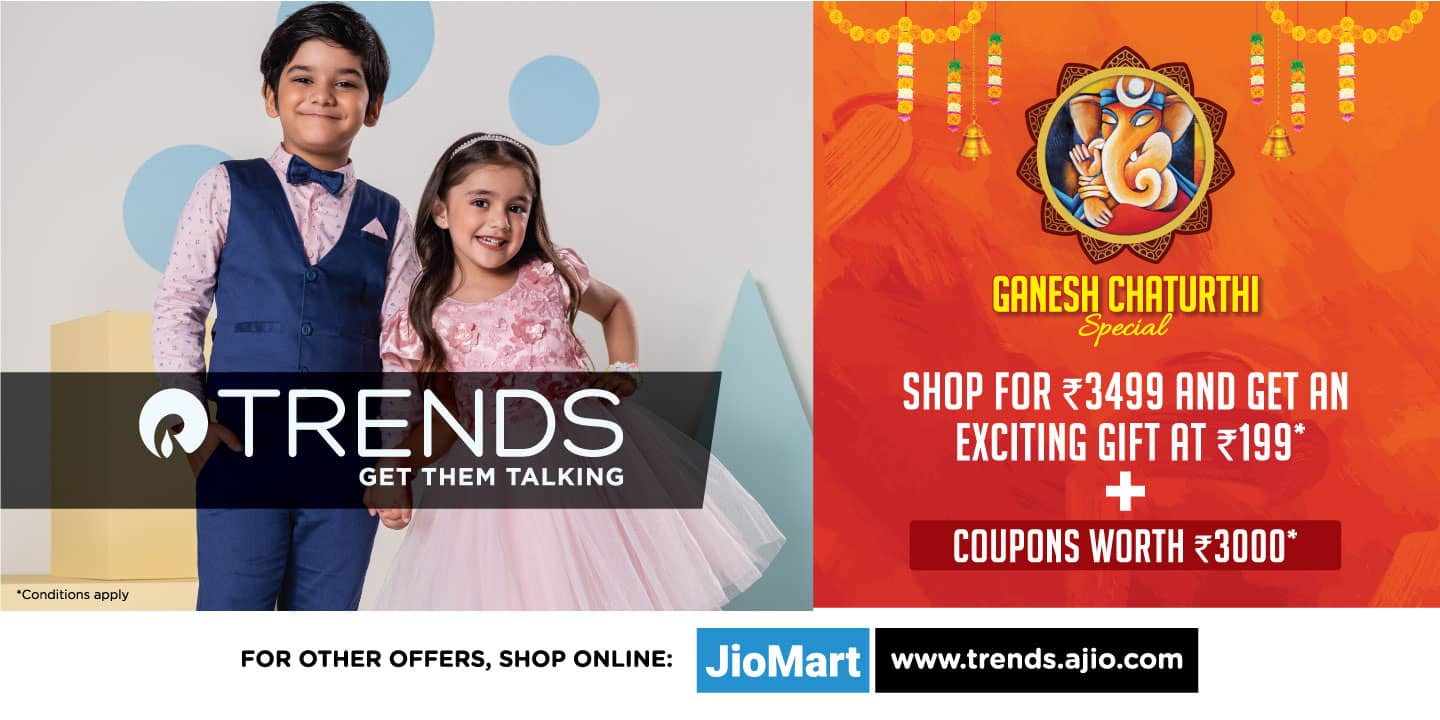 TRENDS
GET THEM TALKING
*Conditions apply
GANESH CHATURTHI
Special
SHOP FOR ₹3499 AND GET AN
EXCITING GIFT AT ₹199*
+
COUPONS WORTH ₹3000*
FOR OTHER OFFERS, SHOP ONLINE: JioMart www.trends.ajio.com